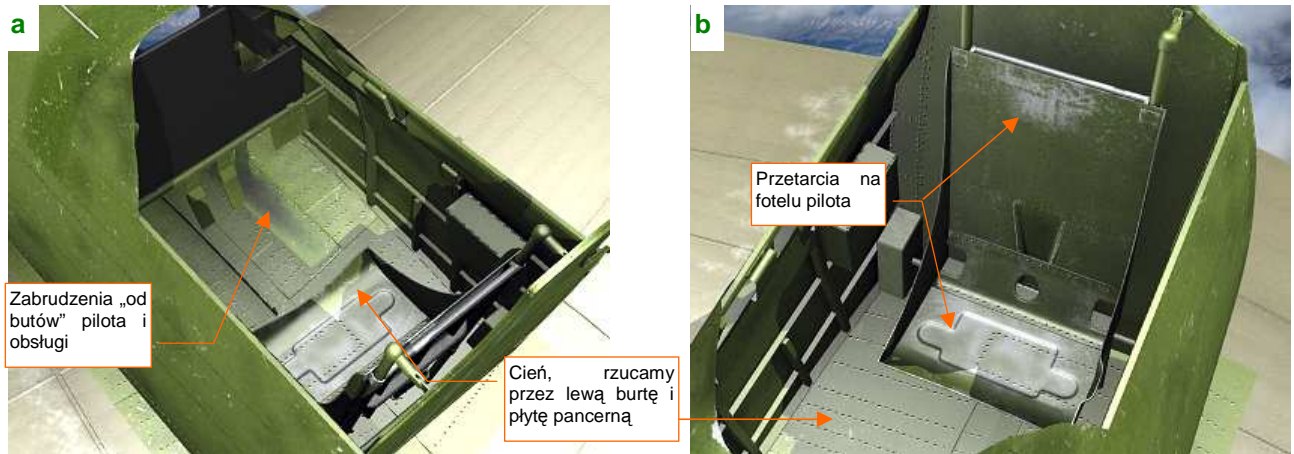 a
b
Przetarcia na
fotelu pilota
Zabrudzenia „od
butów” pilota i
obsługi
Cień, rzucamy
przez lewą burtę i
płytę pancerną